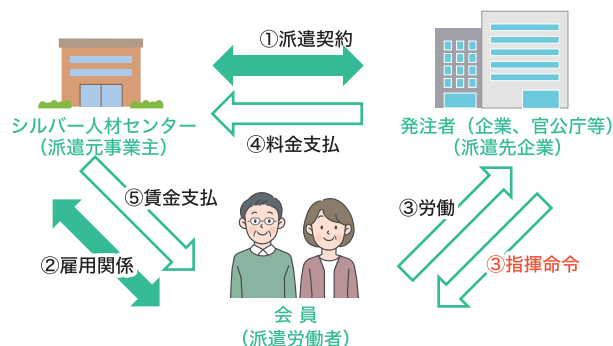 ①派遣契約
シルバー人材センター
（派遣元事業主）
発注者（企業、官公庁等）
（派遣先企業）
④料金支払
⑤賃金支払
③労働
②雇用関係
③指揮命令
会 員
（派遣労働者）